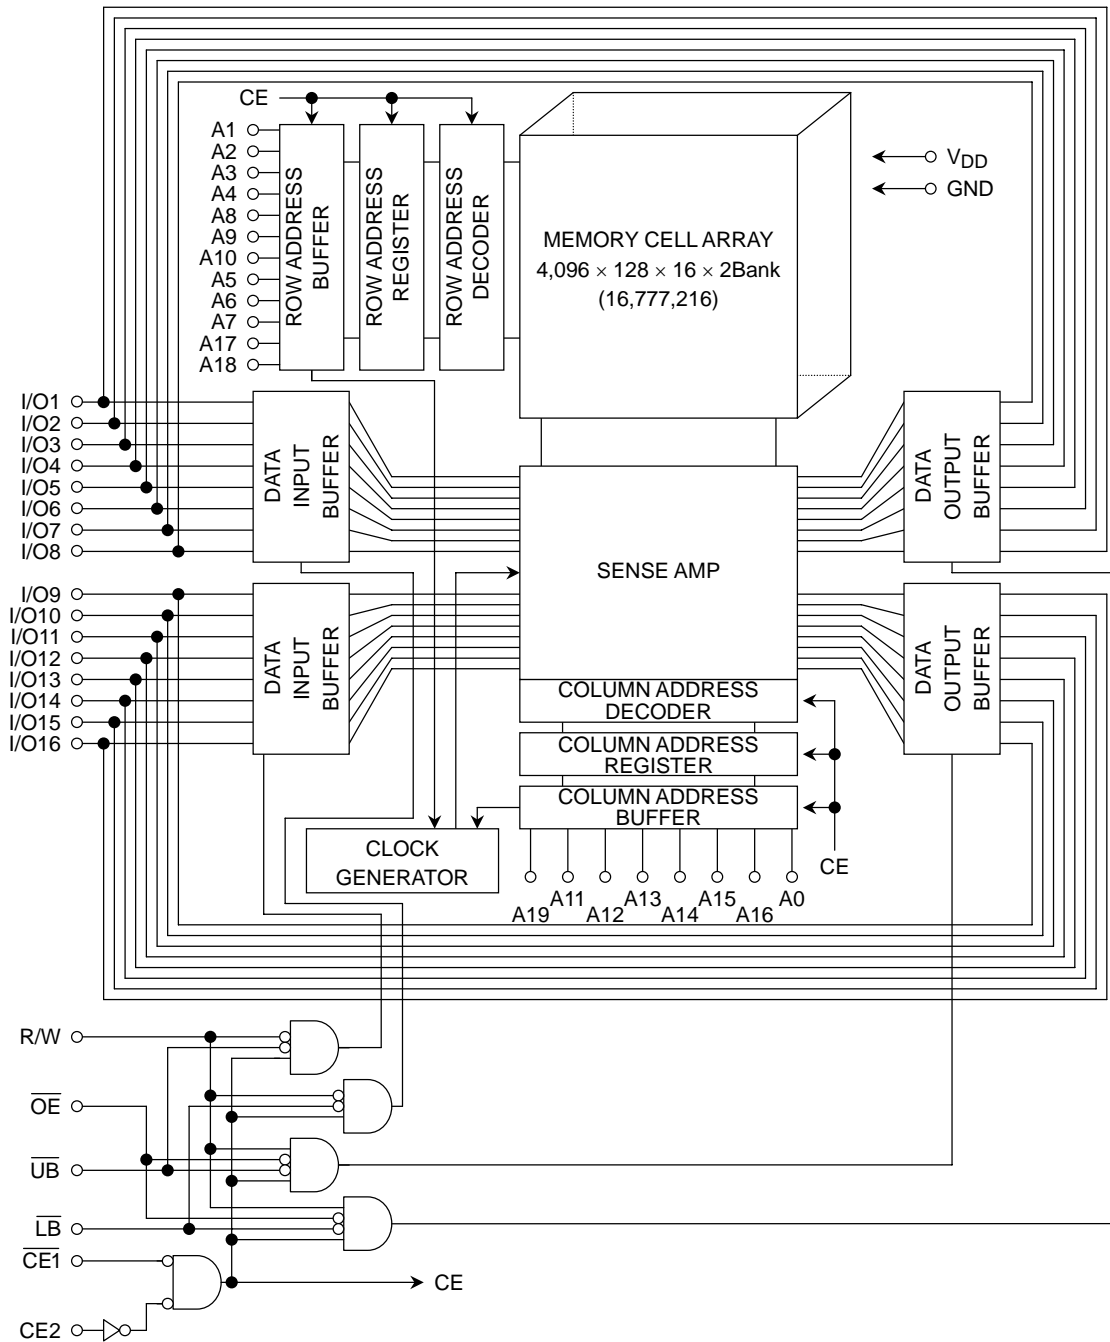 CE
A1
A2
A3
A4
A8
A9
A10
A5
A6
A7
A17
A18
ROW ADDRESS
BUFFER
ROW ADDRESS
REGISTER
ROW ADDRESS
DECODER
MEMORY CELL ARRAY
4,096 × 128 × 16 × 2Bank
(16,777,216)
VDD
GND
I/O1
I/O2
I/O3
I/O4
I/O5
I/O6
I/O7
I/O8
DATA
INPUT
BUFFER
SENSE AMP
DATA
OUTPUT
BUFFER
I/O9
I/O10
I/O11
I/O12
I/O13
I/O14
I/O15
I/O16
DATA
INPUT
BUFFER
DATA
OUTPUT
BUFFER
COLUMN ADDRESS
DECODER
COLUMN ADDRESS
REGISTER
COLUMN ADDRESS
BUFFER
CLOCK
GENERATOR
CE
A19
A11
A12
A13
A14
A15
A16
A0
R/W
O̅E̅
U̅B̅
L̅B̅
C̅E̅1̅
CE
CE2